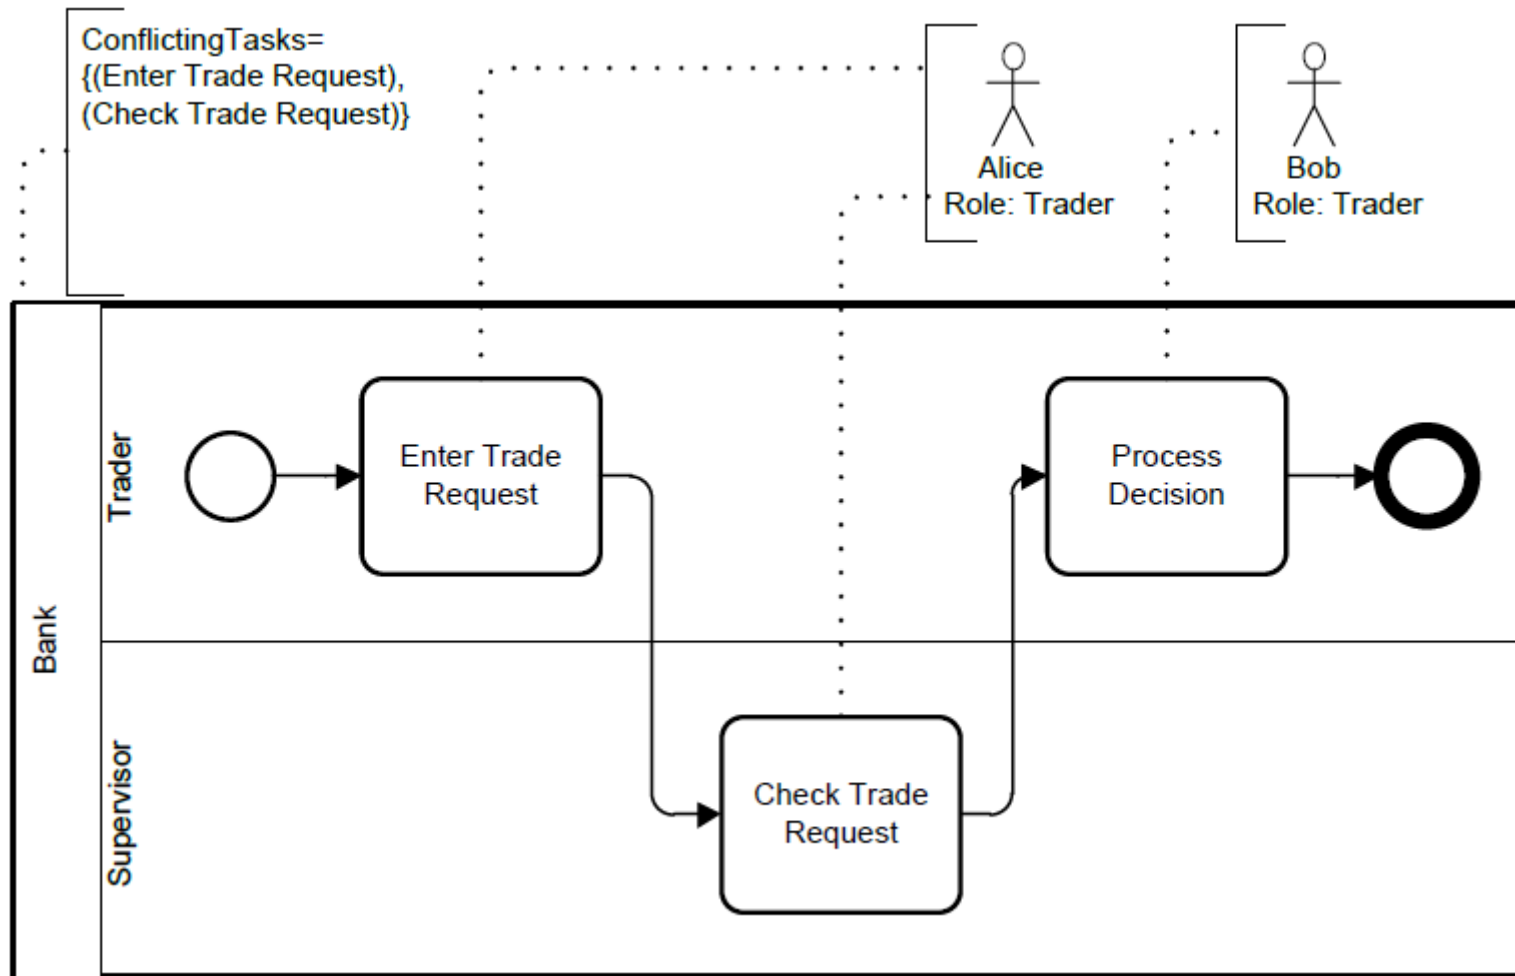 ConflictingTasks=
{(Enter Trade Request),
(Check Trade Request)}
Alice
Role: Trader
Bob
Role: Trader
Bank
Trader
Enter Trade
Request
Process
Decision
Supervisor
Check Trade
Request